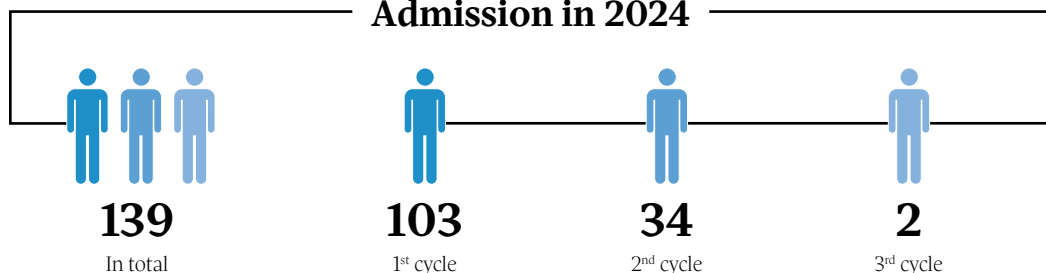 Admission in 2024
139
In total
103
1st cycle
34
2nd cycle
2
3rd cycle